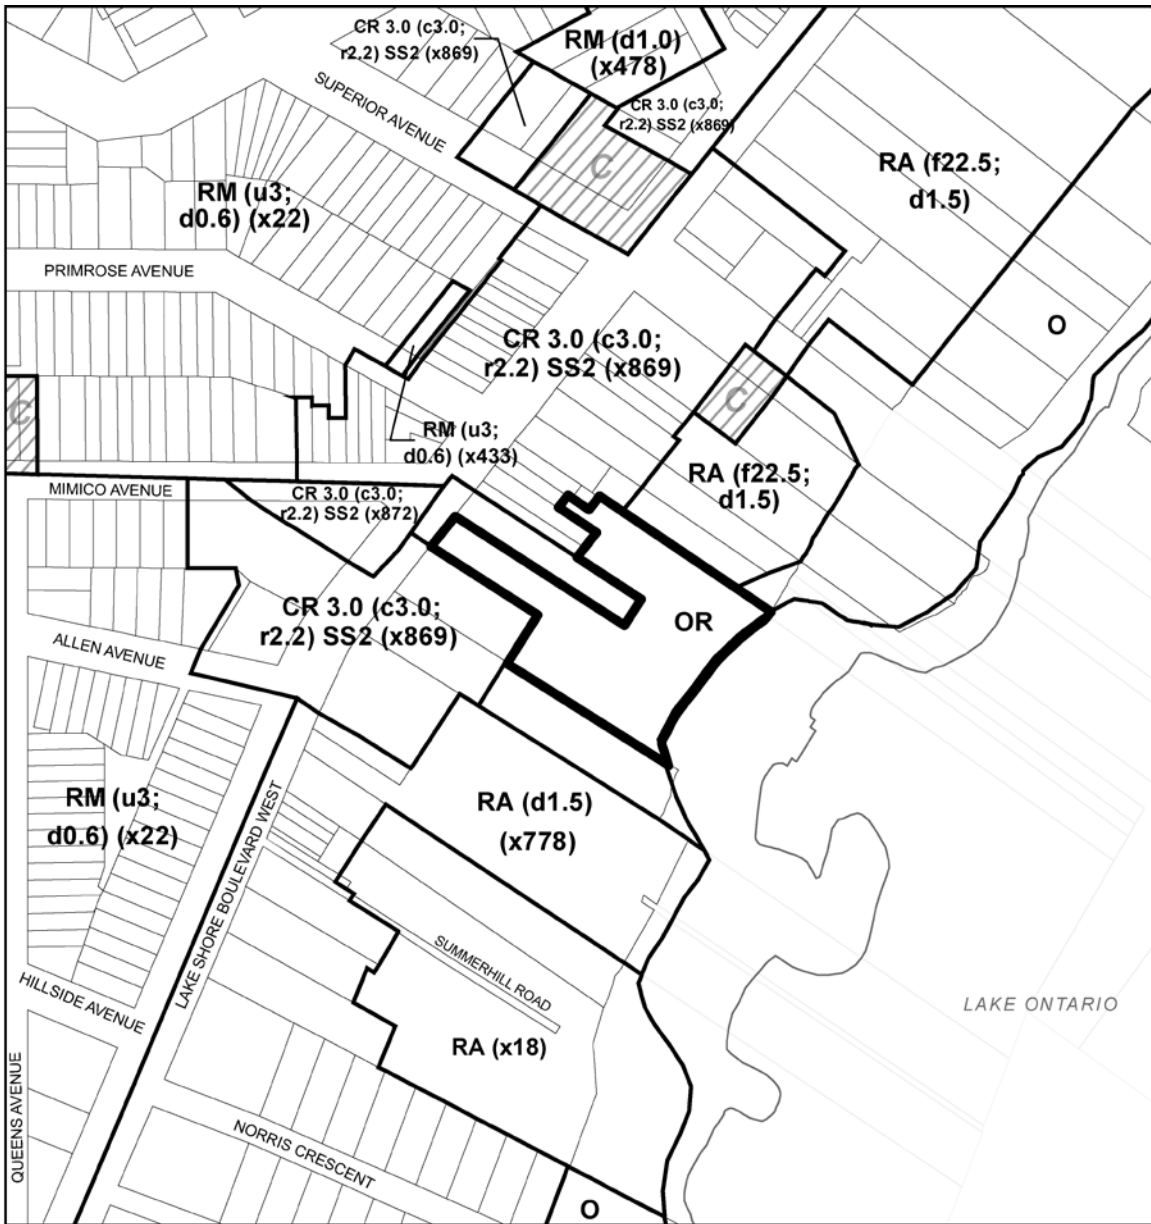 CR 3.0 (c3.0;
r2.2) SS2 (x869)
RM (d1.0)
(x478)
SUPERIOR AVENUE
CR 3.0 (c3.0;
r2.2) SS2 (x869)
C
RA (f22.5;
d1.5)
RM (u3;
d0.6) (x22)
PRIMROSE AVENUE
O
CR 3.0 (c3.0;
r2.2) SS2 (x869)
C
C
RM (u3;
d0.6) (x433)
RA (f22.5;
d1.5)
MIMICO AVENUE
CR 3.0 (c3.0;
r2.2) SS2 (x872)
CR 3.0 (c3.0;
r2.2) SS2 (x869)
OR
ALLEN AVENUE
RM (u3;
d0.6) (x22)
LAKE SHORE BOULEVARD WEST
RA (d1.5)
(x778)
SUMMERHILL ROAD
HILLSIDE AVENUE
LAKE ONTARIO
RA (x18)
QUEENS AVENUE
NORRIS CRESCENT
O